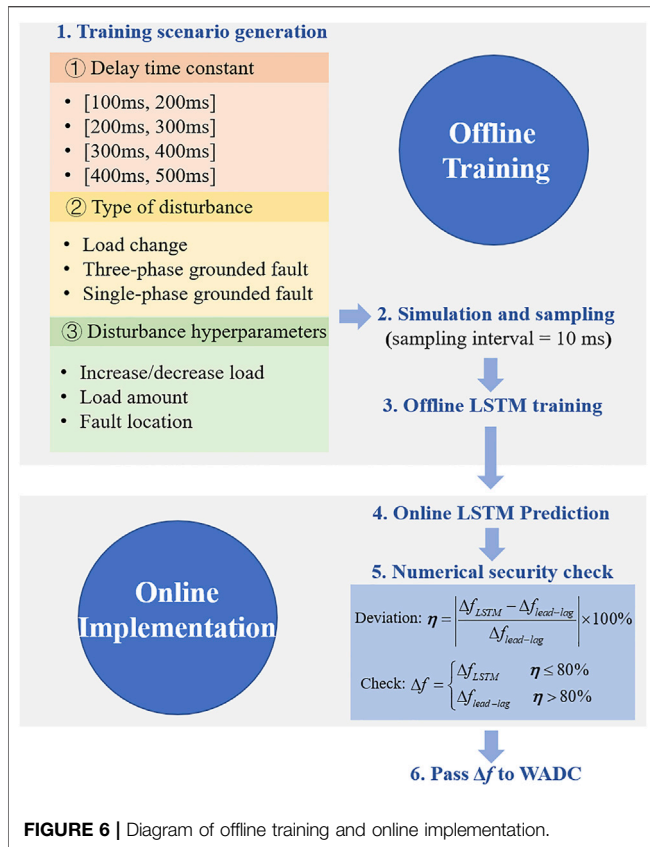 1. Training scenario generation
① Delay time constant
• [100ms, 200ms]
• [200ms, 300ms]
• [300ms, 400ms]
• [400ms, 500ms]
② Type of disturbance
• Load change
• Three-phase grounded fault
• Single-phase grounded fault
③ Disturbance hyperparameters
• Increase/decrease load
• Load amount
• Fault location
Offline
Training
2. Simulation and sampling
(sampling interval = 10 ms)
3. Offline LSTM training
Online
Implementation
4. Online LSTM Prediction
5. Numerical security check
Deviation: η = |(Δf_LSTM − Δf_lead−lag) / Δf_lead−lag| × 100%
Check: Δf = { Δf_LSTM η ≤ 80%
Δf_lead−lag η > 80%
6. Pass Δf to WADC
FIGURE 6 | Diagram of offline training and online implementation.